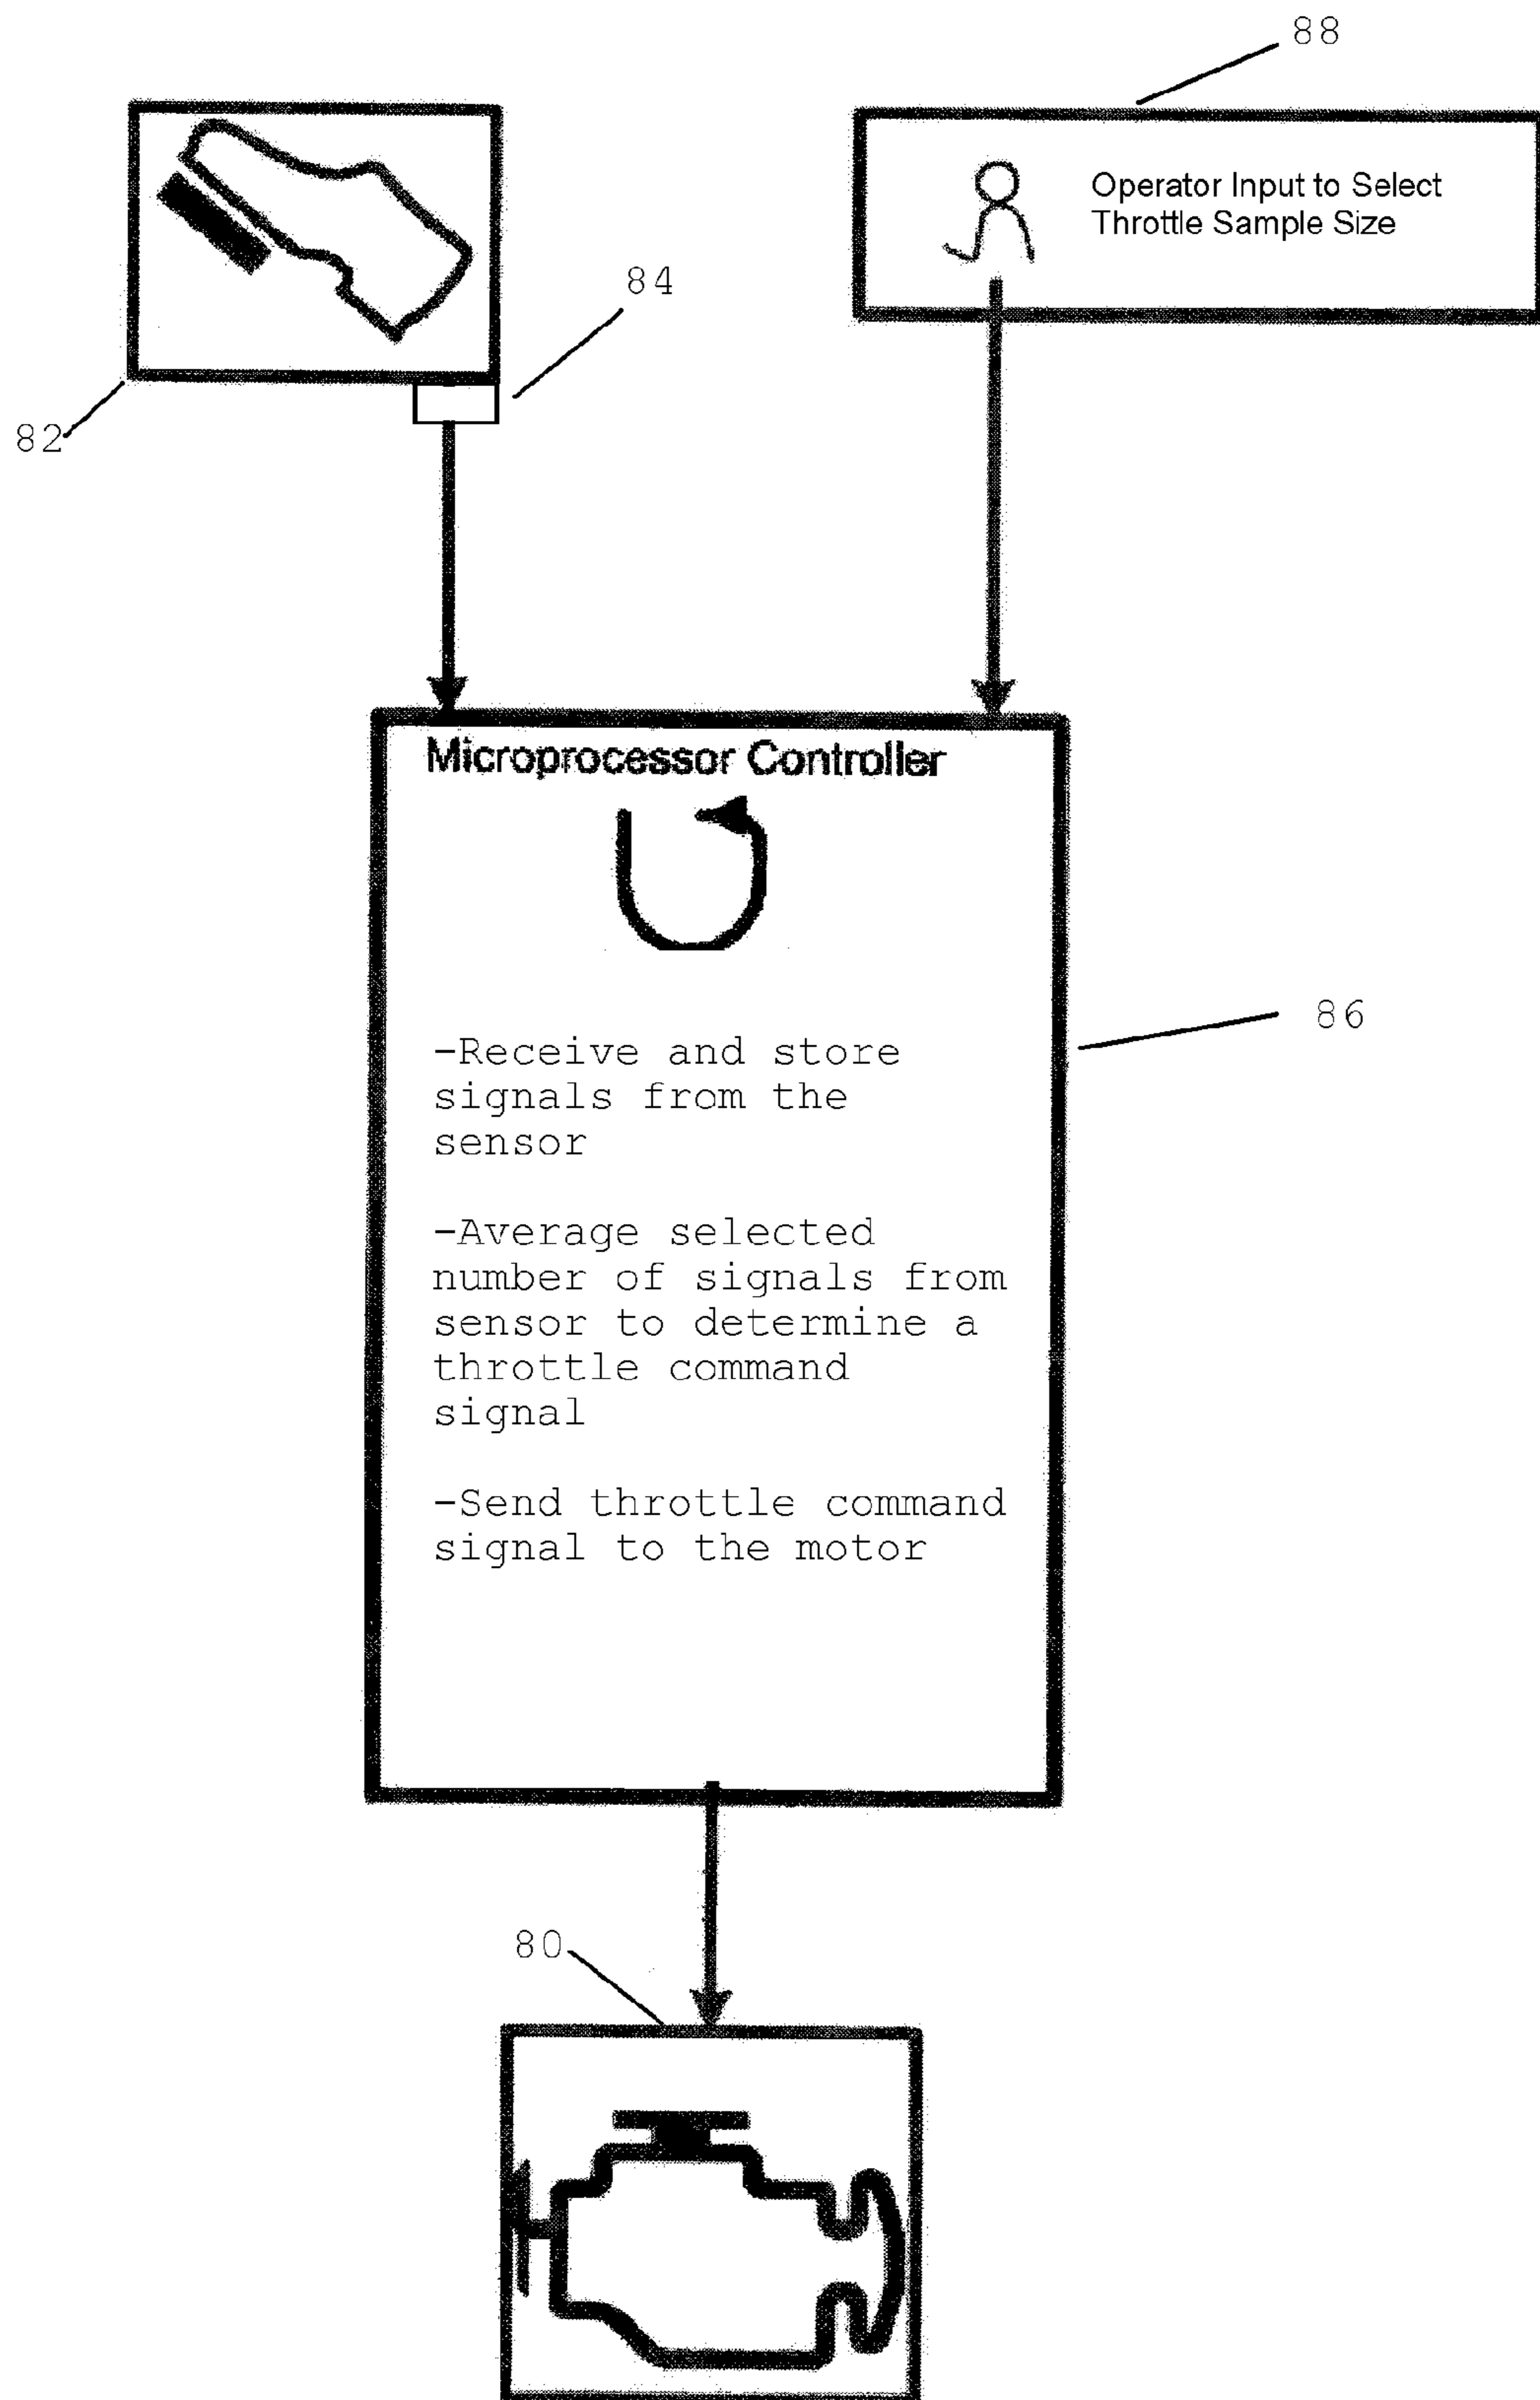 88
Operator Input to Select
Throttle Sample Size
84
82
Microprocessor Controller
86
-Receive and store
signals from the
sensor
-Average selected
number of signals from
sensor to determine a
throttle command
signal
-Send throttle command
signal to the motor
80